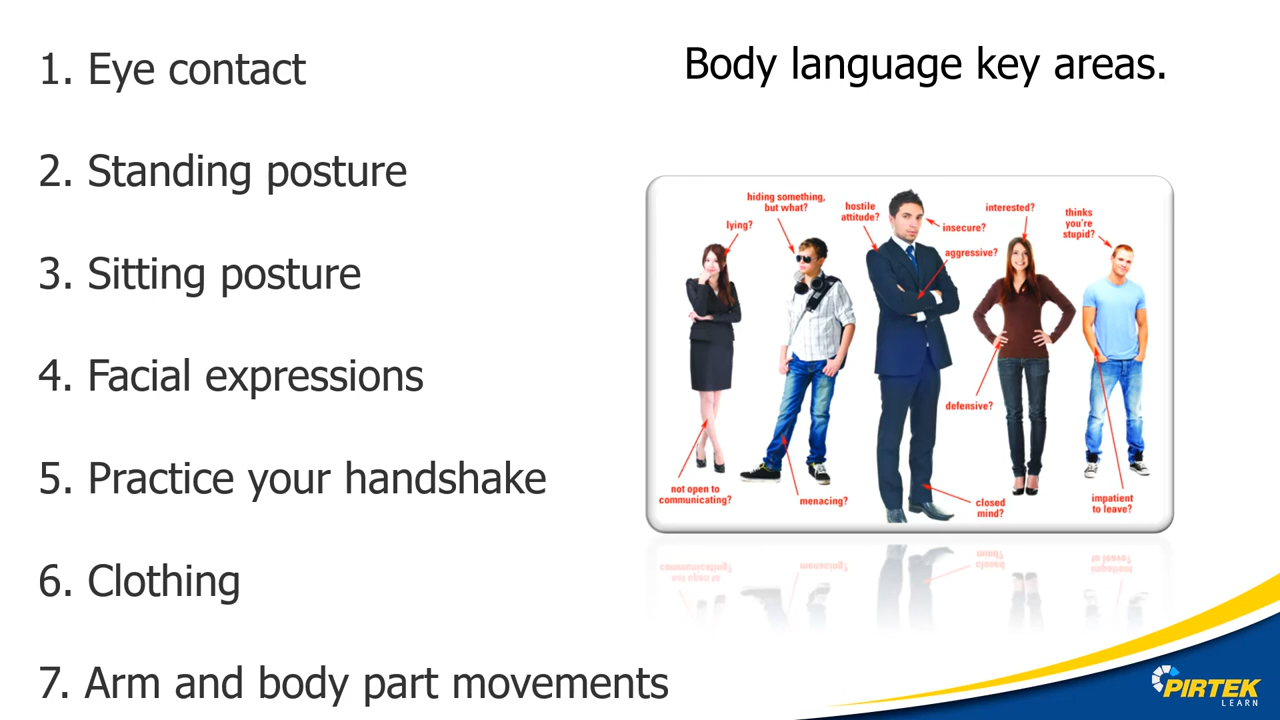 1. Eye contact
2. Standing posture
3. Sitting posture
4. Facial expressions
5. Practice your handshake
6. Clothing
7. Arm and body part movements
Body language key areas.
lying?
hiding something,
but what?
hostile
attitude?
insecure?
aggressive?
interested?
thinks
you're
stupid?
defensive?
not open to
communicating?
menacing?
closed
mind?
impatient
to leave?
PIRTEK
LEARN